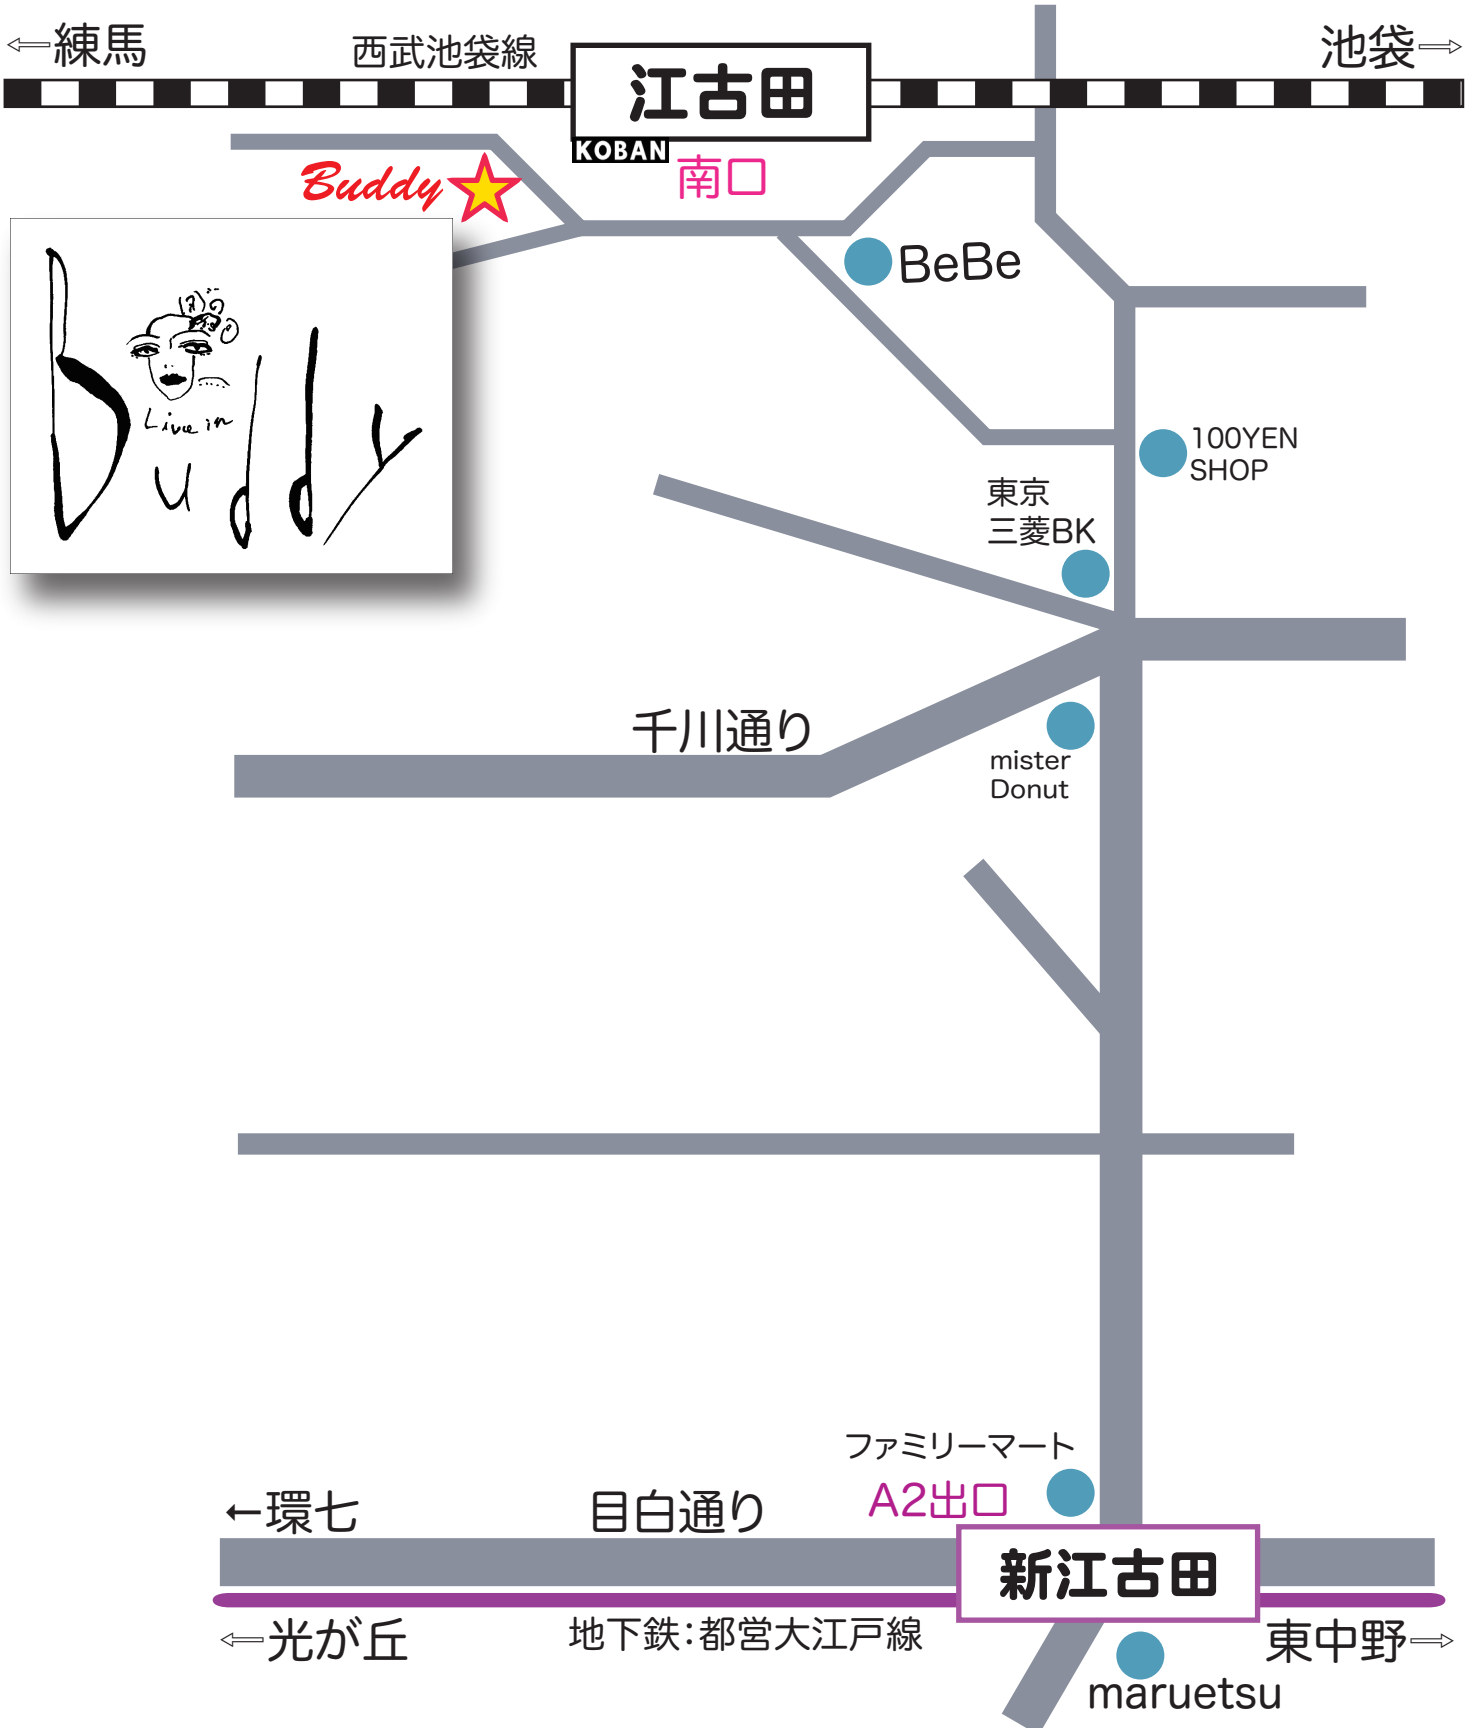 ⇦練馬
西武池袋線
江古田
池袋⇨
KOBAN
南口
Buddy
BeBe
buddy
Live in
100YEN
SHOP
東京
三菱BK
千川通り
mister
Donut
ファミリーマート
A2出口
←環七
目白通り
新江古田
⇦光が丘
地下鉄:都営大江戸線
東中野⇨
maruetsu